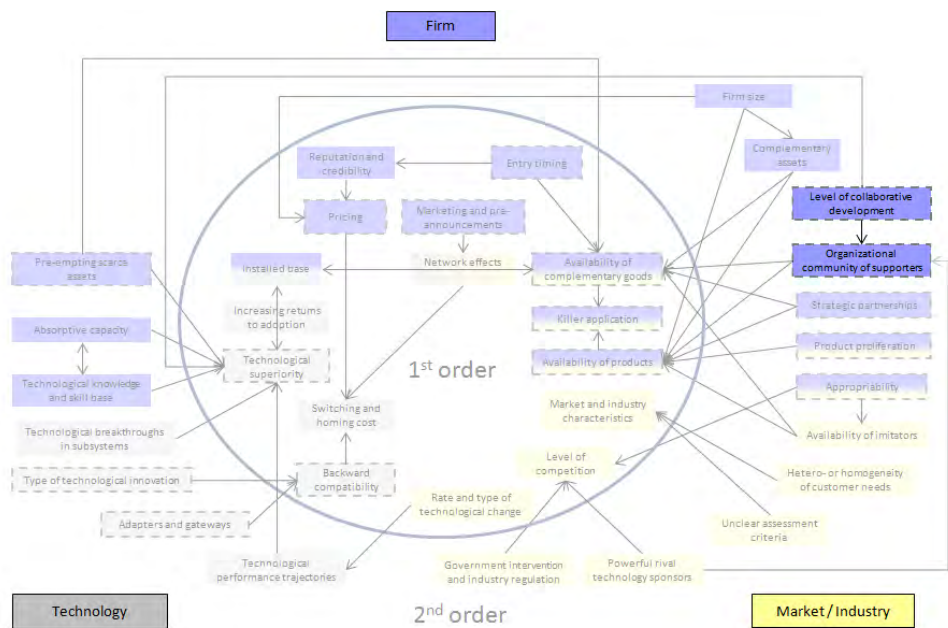 Firm
Firm size
Complementary
assets
Reputation and
credibility
Entry timing
Level of collaborative
development
Pricing
Marketing and pre-
announcements
Organizational
community of supporters
Pre-empting scarce
assets
Installed base
Network effects
Availability of
complementary goods
Strategic partnerships
Increasing returns
to adoption
Killer application
Absorptive capacity
Product proliferation
Technological
superiority
1st order
Availability of products
Technological knowledge
and skill base
Appropriability
Switching and
homing cost
Market and industry
characteristics
Technological breakthroughs
in subsystems
Availability of imitators
Level of
competition
Type of technological innovation
Backward
compatibility
Hetero- or homogeneity
of customer needs
Rate and type of
technological change
Adapters and gateways
Unclear assessment
criteria
Technological
performance trajectories
Government intervention
and industry regulation
Powerful rival
technology sponsors
Technology
2nd order
Market / Industry